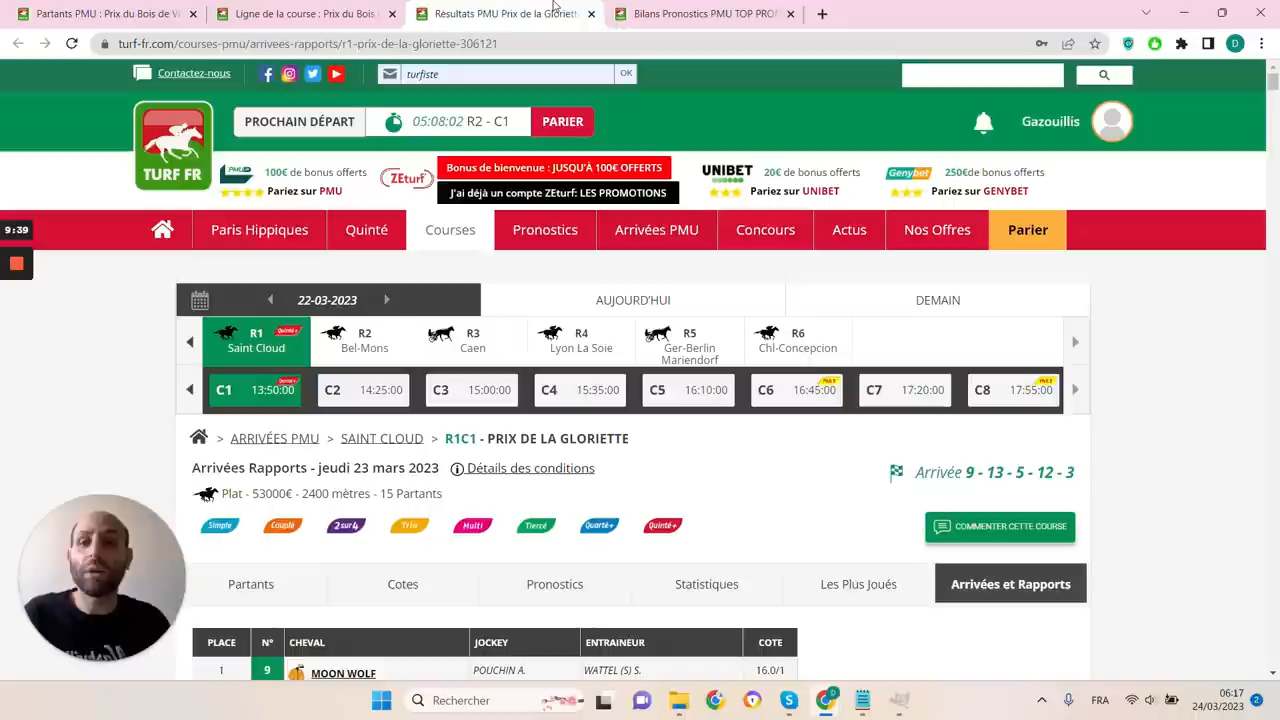 Partants PMU : Prix du Bois de Vi
Ligne de la course : Prix du Bois
Résultats PMU Prix de la Gloriette
Bilans Pronostics PMU TOP PRO
turf-fr.com/courses-pmu/arrivees-rapports/r1-prix-de-la-gloriette-306121
D
Contactez-nous
turfiste
OK
PROCHAIN DÉPART
05:08:02 R2 - C1
PARIER
Gazouillis
TURF FR
PMU
100€ de bonus offerts
Pariez sur PMU
ZEturf
Bonus de bienvenue : JUSQU'À 100€ OFFERTS
J'ai déjà un compte ZEturf: LES PROMOTIONS
UNIBET
20€ de bonus offerts
Pariez sur UNIBET
Genybet
250€de bonus offerts
Pariez sur GENYBET
9:39
Paris Hippiques
Quinté
Courses
Pronostics
Arrivées PMU
Concours
Actus
Nos Offres
Parier
22-03-2023
AUJOURD'HUI
DEMAIN
R1
Quinté+
Saint Cloud
R2
Bel-Mons
R3
Caen
R4
Lyon La Soie
R5
Ger-Berlin
Mariendorf
R6
Chl-Concepcion
C1 13:50:00
Quinté+
C2 14:25:00
C3 15:00:00
C4 15:35:00
C5 16:10:00
C6 16:45:00
C7 17:20:00
C8 17:55:00
> ARRIVÉES PMU > SAINT CLOUD > R1C1 - PRIX DE LA GLORIETTE
Arrivées Rapports - jeudi 23 mars 2023
Détails des conditions
Arrivée 9 - 13 - 5 - 12 - 3
Plat - 53000€ - 2400 mètres - 15 Partants
Simple
Couplé
2sur4
Trio
Multi
Tiercé
Quarté+
Quinté+
COMMENTER CETTE COURSE
Partants
Cotes
Pronostics
Statistiques
Les Plus Joués
Arrivées et Rapports
PLACE N° CHEVAL JOCKEY ENTRAINEUR COTE
1 9 MOON WOLF POUCHIN A. WATTEL (S) S. 16.0/1
Rechercher
S
D
FRA
06:17
24/03/2023
2